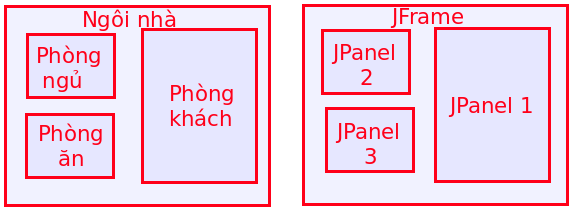 Ngôi nhà
Phòng
ngủ
Phòng
ăn
Phòng
khách
JFrame
JPanel
2
JPanel
3
JPanel 1